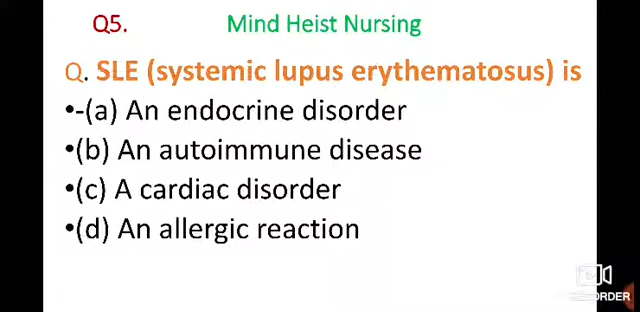 Q5. Mind Heist Nursing
Q. SLE (systemic lupus erythematosus) is
•-(a) An endocrine disorder
•(b) An autoimmune disease
•(c) A cardiac disorder
•(d) An allergic reaction